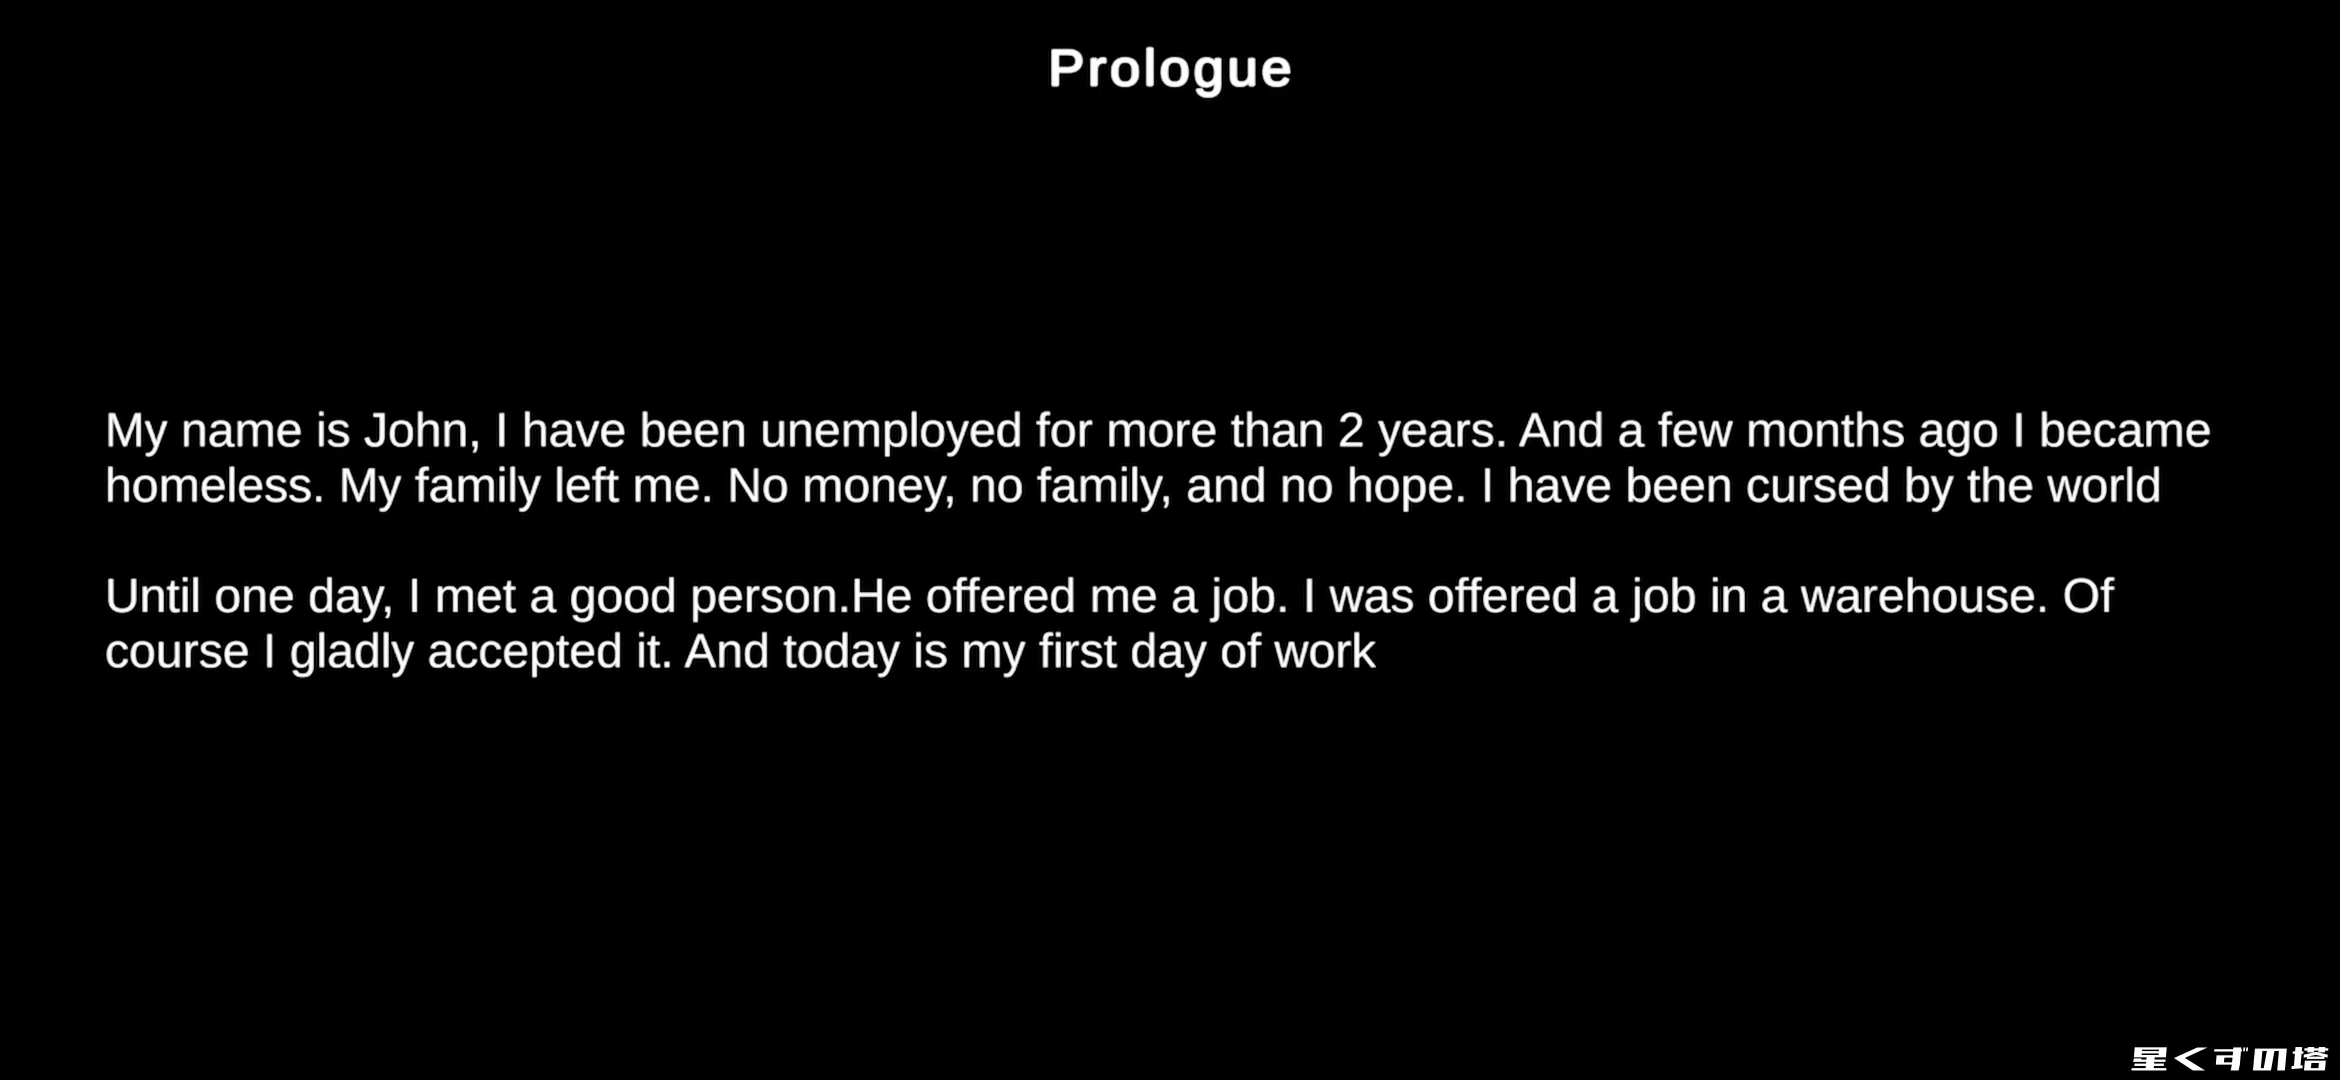 Prologue
My name is John, I have been unemployed for more than 2 years. And a few months ago I became
homeless. My family left me. No money, no family, and no hope. I have been cursed by the world
Until one day, I met a good person.He offered me a job. I was offered a job in a warehouse. Of
course I gladly accepted it. And today is my first day of work
星くずの塔